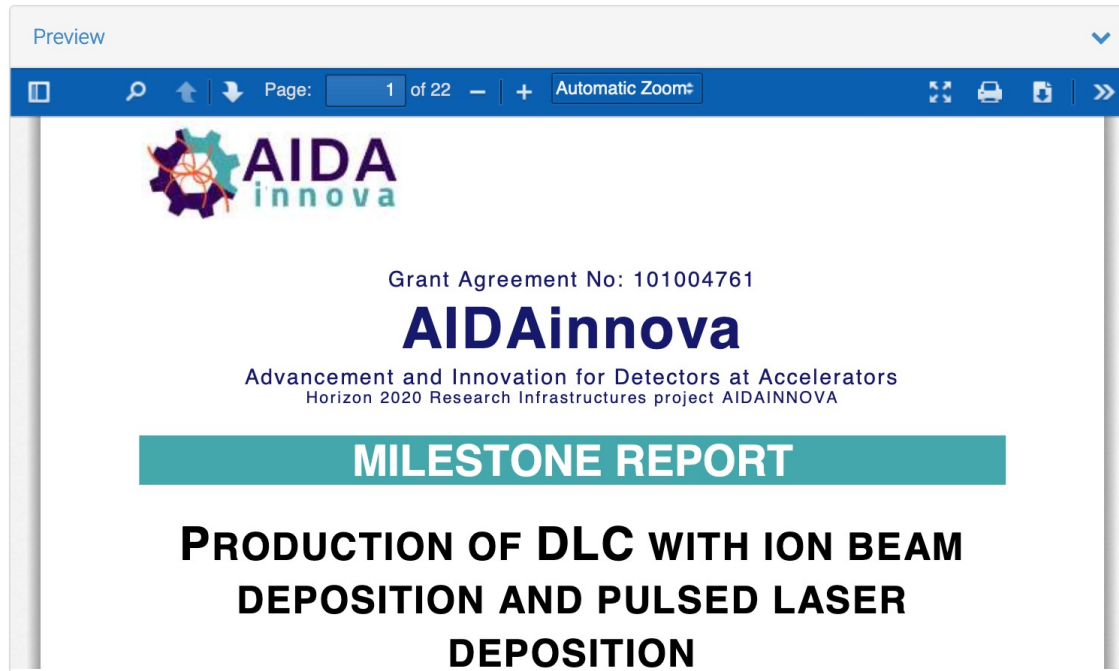 Preview
Page: 1 of 22 Automatic Zoom
AIDA
innova
Grant Agreement No: 101004761
AIDAinnova
Advancement and Innovation for Detectors at Accelerators
Horizon 2020 Research Infrastructures project AIDAINNOVA
MILESTONE REPORT
PRODUCTION OF DLC WITH ION BEAM
DEPOSITION AND PULSED LASER
DEPOSITION